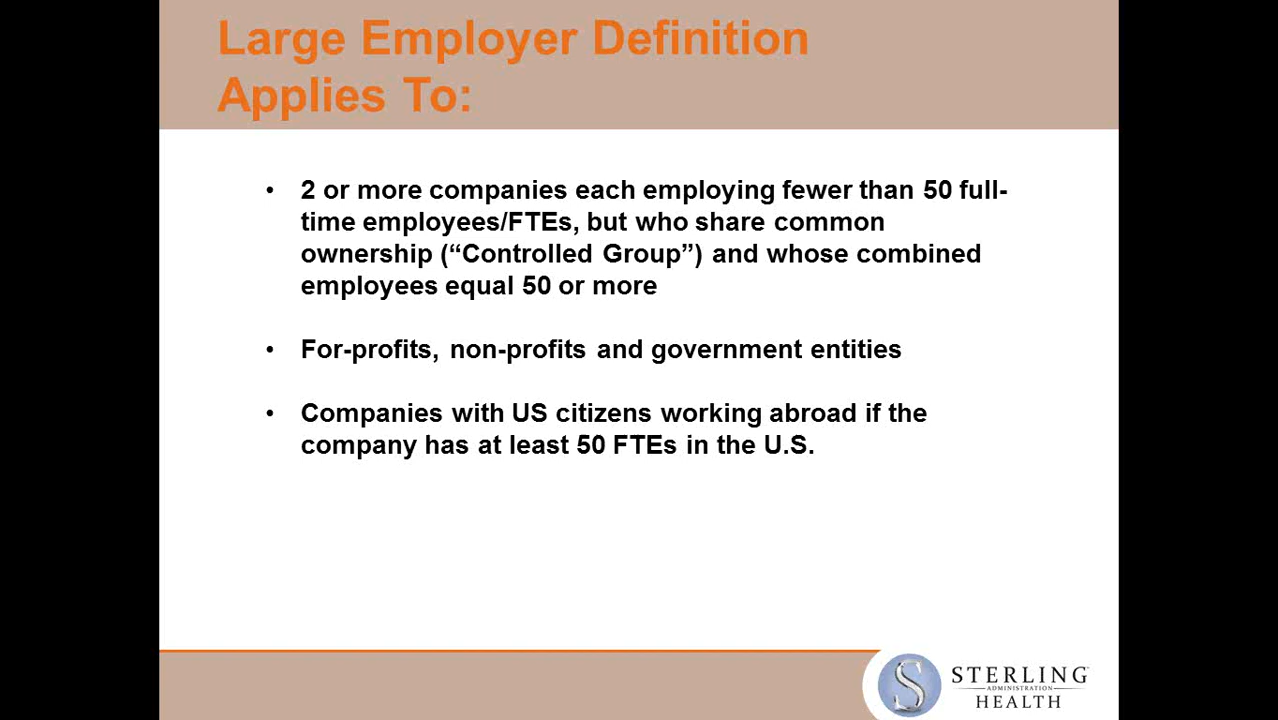 Large Employer Definition
Applies To:
• 2 or more companies each employing fewer than 50 full-
time employees/FTEs, but who share common
ownership (“Controlled Group”) and whose combined
employees equal 50 or more
• For-profits, non-profits and government entities
• Companies with US citizens working abroad if the
company has at least 50 FTEs in the U.S.
S
STERLING
ADMINISTRATION
HEALTH